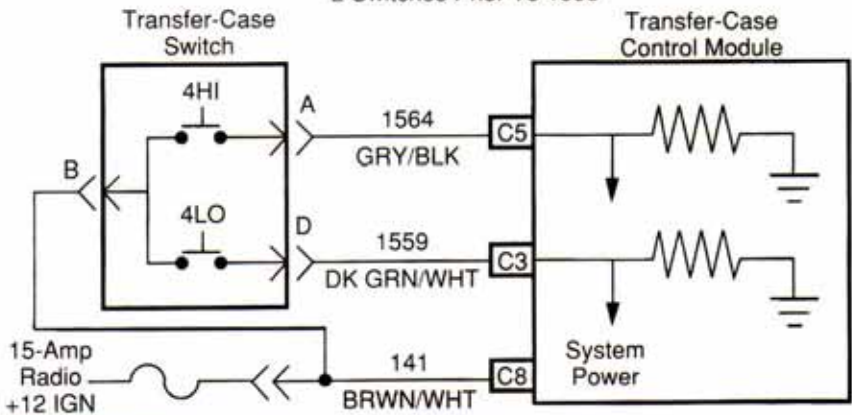 Transfer-Case
Switch
Transfer-Case
Control Module
4HI
A
1564
C5
GRY/BLK
B
4LO
D
1559
C3
DK GRN/WHT
15-Amp
Radio
+12 IGN
141
C8
BRWN/WHT
System
Power